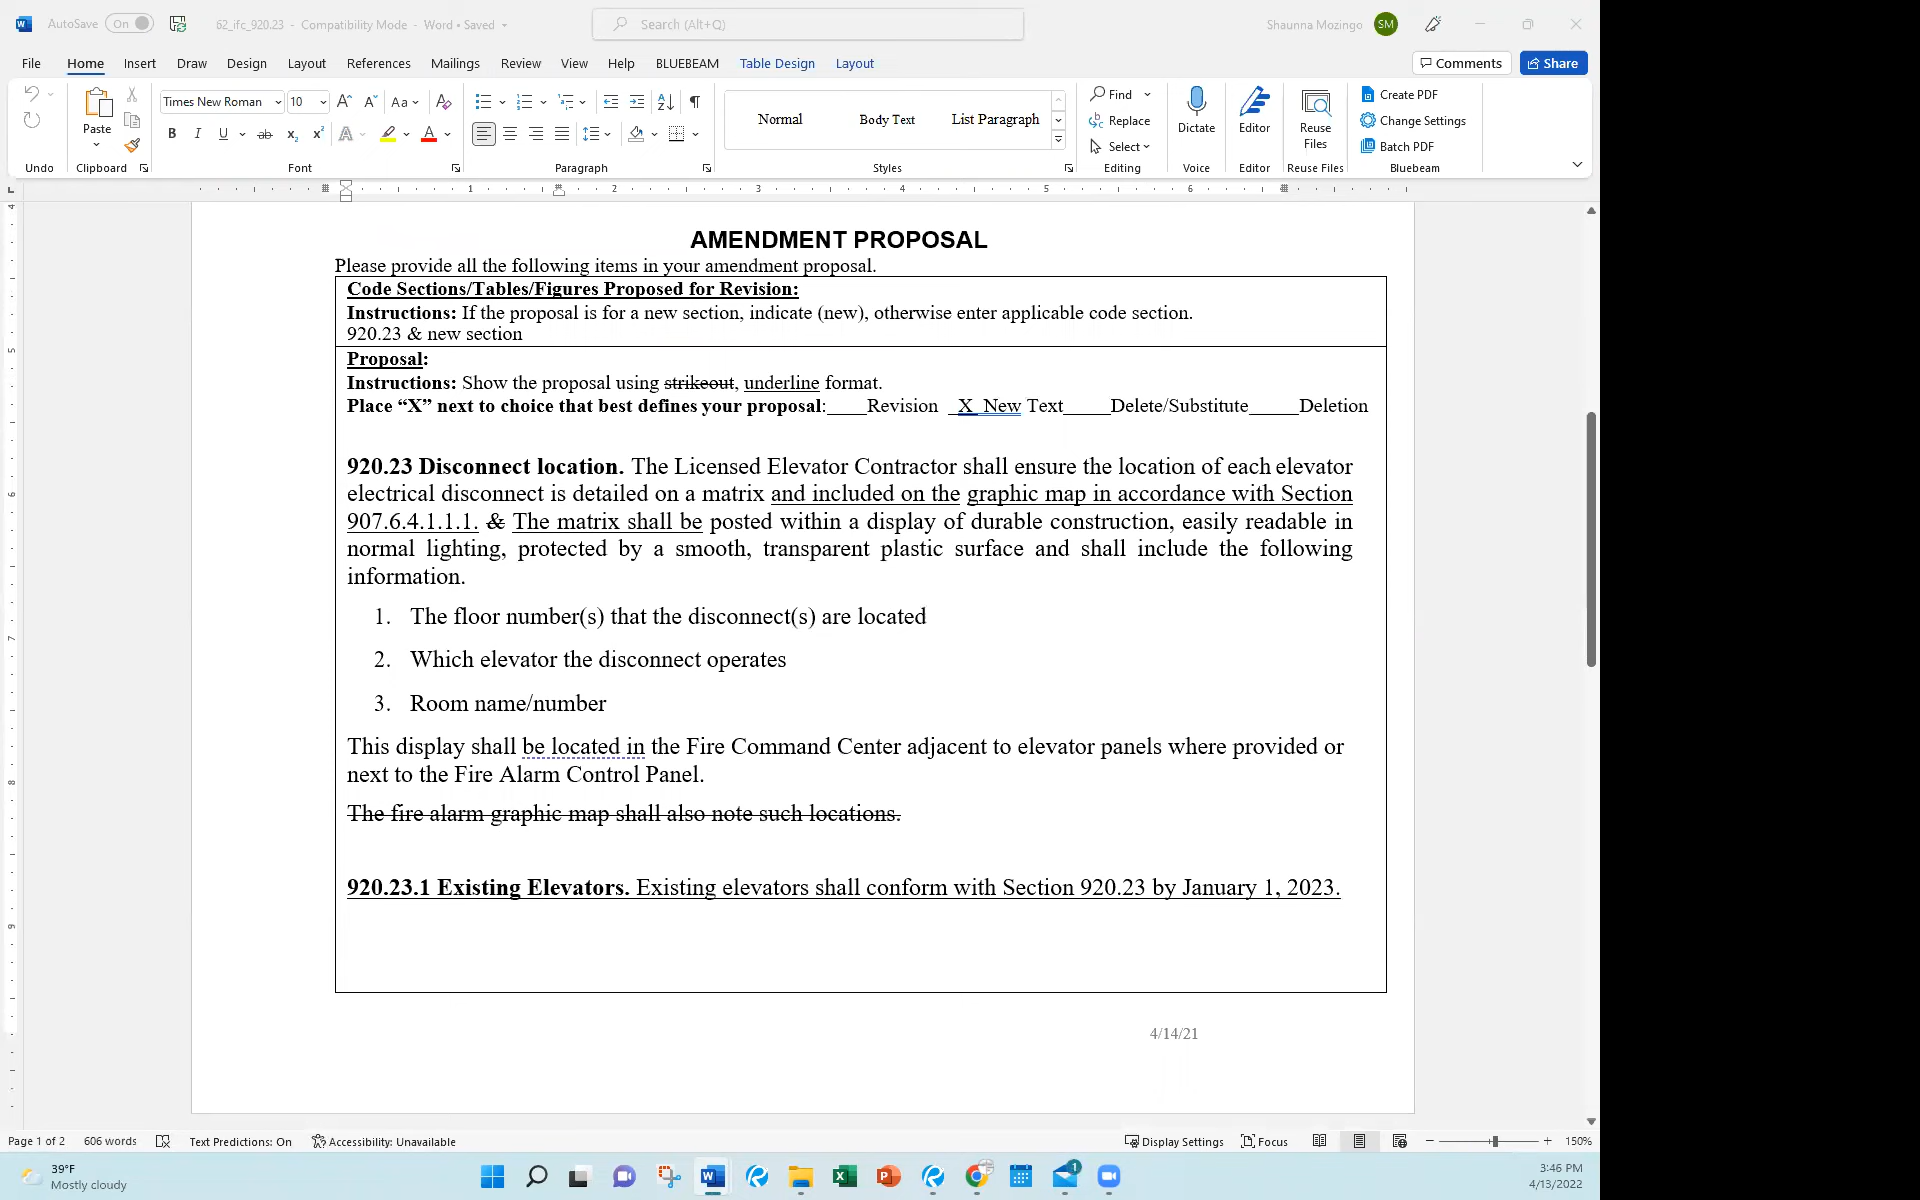 AutoSave On 62_ifc_920.23 - Compatibility Mode - Word • Saved Search (Alt+Q) Shaunna Mozingo SM
File Home Insert Draw Design Layout References Mailings Review View Help BLUEBEAM Table Design Layout Comments Share
Times New Roman 10 Aa Find Create PDF
Paste Normal Body Text List Paragraph Replace Dictate Editor Reuse Files Change Settings
B I U ab x₂ x² A A Select Batch PDF
Undo Clipboard Font Paragraph Styles Editing Voice Editor Reuse Files Bluebeam
1 2 3 4 5 6
AMENDMENT PROPOSAL
Please provide all the following items in your amendment proposal.
Code Sections/Tables/Figures Proposed for Revision:
Instructions: If the proposal is for a new section, indicate (new), otherwise enter applicable code section.
920.23 & new section
Proposal:
Instructions: Show the proposal using strikeout, underline format.
Place “X” next to choice that best defines your proposal:____Revision _X_New Text_____Delete/Substitute_____Deletion
920.23 Disconnect location. The Licensed Elevator Contractor shall ensure the location of each elevator
electrical disconnect is detailed on a matrix and included on the graphic map in accordance with Section
907.6.4.1.1.1. & The matrix shall be posted within a display of durable construction, easily readable in
normal lighting, protected by a smooth, transparent plastic surface and shall include the following
information.
1. The floor number(s) that the disconnect(s) are located
2. Which elevator the disconnect operates
3. Room name/number
This display shall be located in the Fire Command Center adjacent to elevator panels where provided or
next to the Fire Alarm Control Panel.
The fire alarm graphic map shall also note such locations.
920.23.1 Existing Elevators. Existing elevators shall conform with Section 920.23 by January 1, 2023.
4/14/21
Page 1 of 2 606 words Text Predictions: On Accessibility: Unavailable Display Settings Focus 150%
39°F
Mostly cloudy
1
3:46 PM
4/13/2022